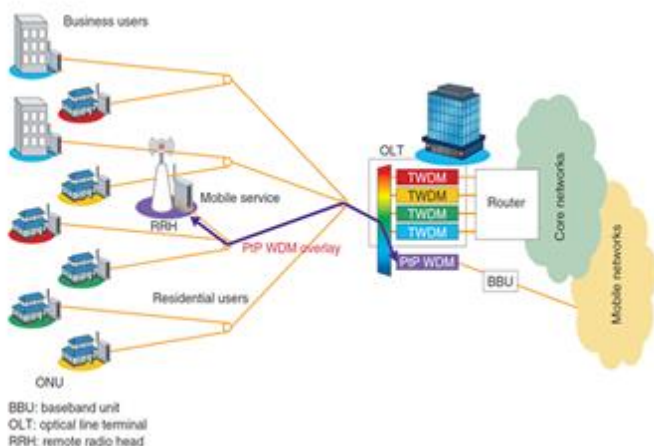 Business users
OLT
TWDM
TWDM
TWDM
TWDM
Router
Core networks
Mobile service
RRH
PtP WDM overlay
PtP WDM
BBU
Mobile networks
Residential users
ONU
BBU: baseband unit
OLT: optical line terminal
RRH: remote radio head